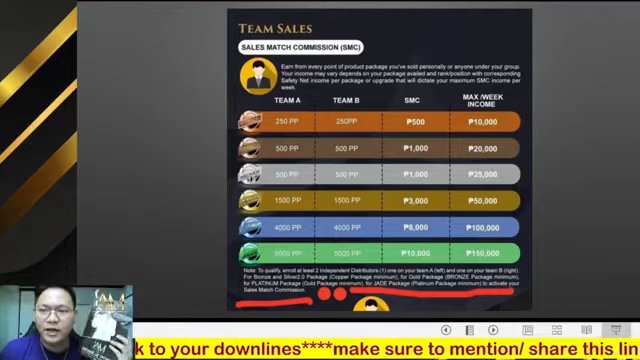 TEAM SALES
SALES MATCH COMMISSION (SMC)
Earn from every point of product package you've sold personally or anyone under your group.
Your income may vary depends on your package availed and rank/position with corresponding
Safety Net income per package or upgrade that will dictate your maximum SMC income per
week.
TEAM A TEAM B SMC MAX /WEEK INCOME
250 PP 250PP ₱500 ₱10,000
500 PP 500 PP ₱1,000 ₱20,000
500 PP 500 PP ₱1,000 ₱25,000
1500 PP 1500 PP ₱3,000 ₱50,000
4000 PP 4000 PP ₱8,000 ₱100,000
5000 PP 5000 PP ₱10,000 ₱150,000
Note: To qualify, enroll at least 2 Independent Distributors (1) one on your team A (left) and one on your team B (right)
For Bronze and Silver2.0 Package (Copper Package minimum), for Gold Package (BRONZE Package minimum),
for PLATINUM Package (Gold Package minimum), for JADE Package (Platinum Package minimum) to activate your
Sales Match Commission.
k to your downlines****make sure to mention/ share this lin